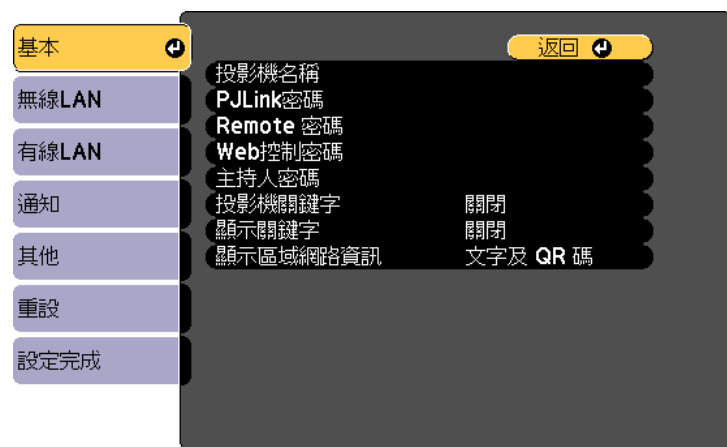 基本
無線LAN
有線LAN
通知
其他
重設
設定完成
返回
投影機名稱
PJLink密碼
Remote 密碼
Web控制密碼
主持人密碼
投影機關鍵字 關閉
顯示關鍵字 關閉
顯示區域網路資訊 文字及 QR 碼